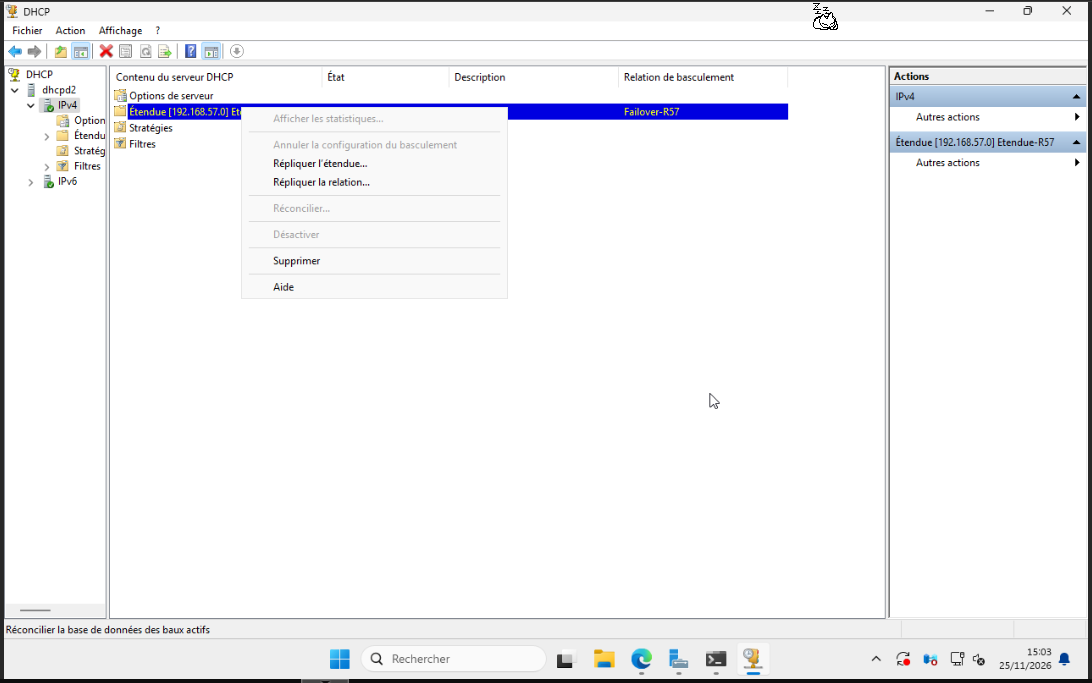 DHCP
Fichier Action Affichage ?
DHCP
dhcpd2
IPv4
Option
Étendu
Stratég
Filtres
IPv6
Contenu du serveur DHCP État Description Relation de basculement
Options de serveur
Étendue [192.168.57.0] Et Failover-R57
Stratégies
Filtres
Afficher les statistiques...
Annuler la configuration du basculement
Répliquer l'étendue...
Répliquer la relation...
Réconcilier...
Désactiver
Supprimer
Aide
Actions
IPv4
Autres actions
Étendue [192.168.57.0] Etendue-R57
Autres actions
Réconcilier la base de données des baux actifs
Rechercher
15:03
25/11/2026